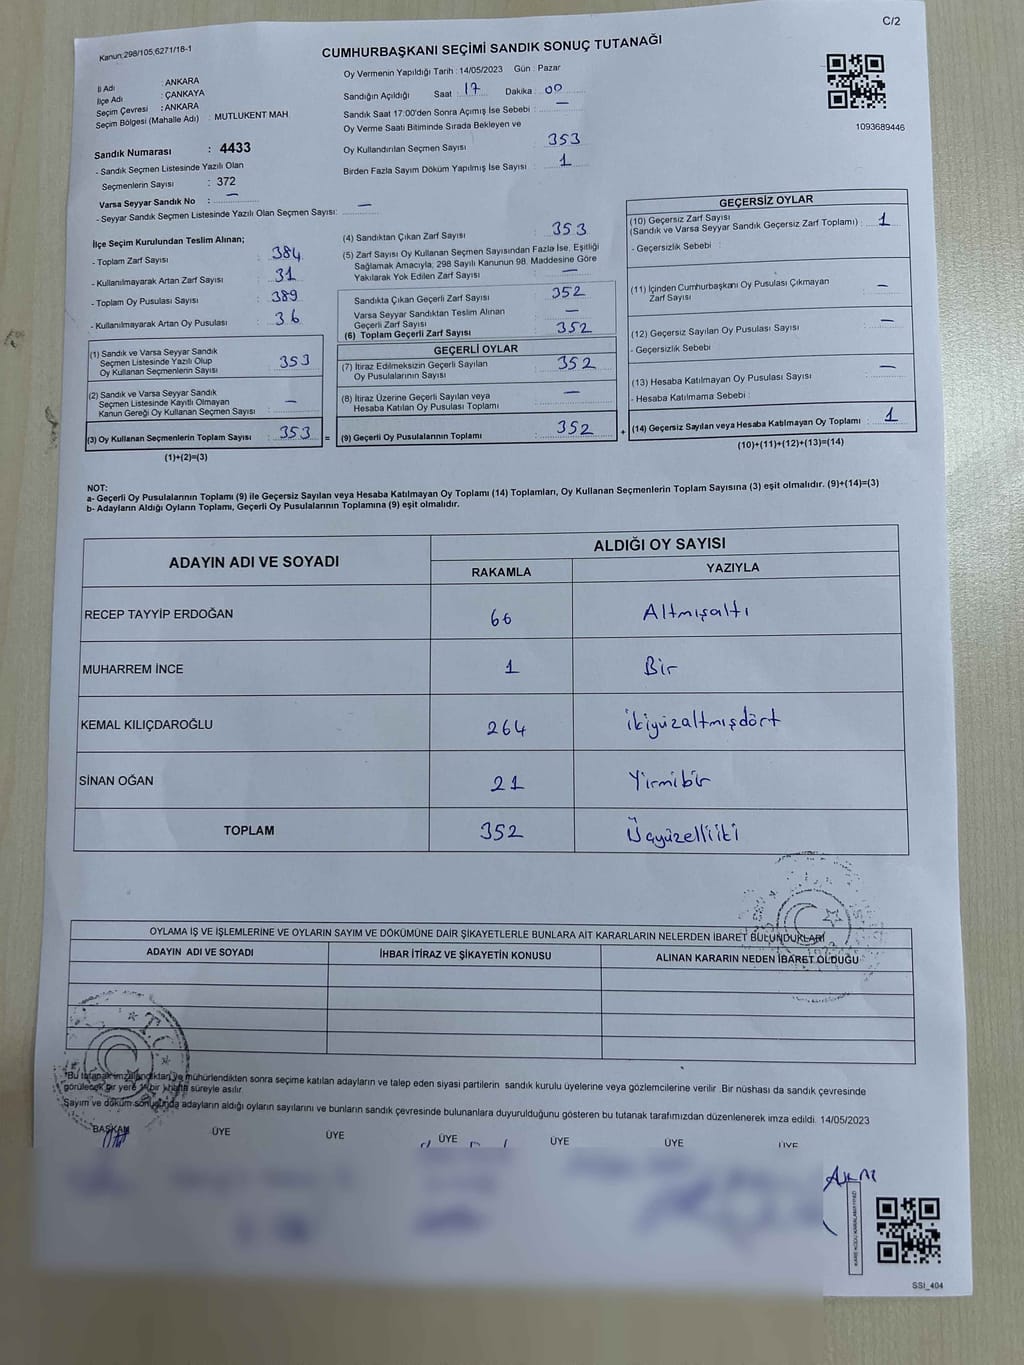 C/2
Kanun:298/105,6271/18-1
CUMHURBAŞKANI SEÇİMİ SANDIK SONUÇ TUTANAĞI
İl Adı : ANKARA
İlçe Adı : ÇANKAYA
Seçim Çevresi : ANKARA
Seçim Bölgesi (Mahalle Adı) : MUTLUKENT MAH
Sandık Numarası : 4433
- Sandık Seçmen Listesinde Yazılı Olan
Seçmenlerin Sayısı : 372
Varsa Seyyar Sandık No : —
- Seyyar Sandık Seçmen Listesinde Yazılı Olan Seçmen Sayısı: —
Oy Vermenin Yapıldığı Tarih : 14/05/2023 Gün : Pazar
Sandığın Açıldığı Saat : 17 Dakika : 00
Sandık Saat 17:00'den Sonra Açımış İse Sebebi : —
Oy Verme Saati Bitiminde Sırada Bekleyen ve
Oy Kullandırılan Seçmen Sayısı : 353
Birden Fazla Sayım Döküm Yapılmış İse Sayısı : 1
1093689446
İlçe Seçim Kurulundan Teslim Alınan;
- Toplam Zarf Sayısı : 384
- Kullanılmayarak Artan Zarf Sayısı : 31
- Toplam Oy Pusulası Sayısı : 389
- Kullanılmayarak Artan Oy Pusulası : 36
(1) Sandık ve Varsa Seyyar Sandık
Seçmen Listesinde Yazılı Olup
Oy Kullanan Seçmenlerin Sayısı : 353
(2) Sandık ve Varsa Seyyar Sandık
Seçmen Listesinde Kayıtlı Olmayan
Kanun Gereği Oy Kullanan Seçmen Sayısı : —
(3) Oy Kullanan Seçmenlerin Toplam Sayısı : 353 =
(1)+(2)=(3)
(4) Sandıktan Çıkan Zarf Sayısı : 353
(5) Zarf Sayısı Oy Kullanan Seçmen Sayısından Fazla İse, Eşitliği
Sağlamak Amacıyla, 298 Sayılı Kanunun 98. Maddesine Göre
Yakılarak Yok Edilen Zarf Sayısı : —
Sandıkta Çıkan Geçerli Zarf Sayısı : 352
Varsa Seyyar Sandıktan Teslim Alınan
Geçerli Zarf Sayısı : —
(6) Toplam Geçerli Zarf Sayısı : 352
GEÇERLİ OYLAR
(7) İtiraz Edilmeksizin Geçerli Sayılan
Oy Pusulalarının Sayısı : 352
(8) İtiraz Üzerine Geçerli Sayılan veya
Hesaba Katılan Oy Pusulası Toplamı : —
(9) Geçerli Oy Pusulalarının Toplamı : 352 +
GEÇERSİZ OYLAR
(10) Geçersiz Zarf Sayısı
(Sandık ve Varsa Seyyar Sandık Geçersiz Zarf Toplamı) : 1
- Geçersizlik Sebebi :
(11) İçinden Cumhurbaşkanı Oy Pusulası Çıkmayan
Zarf Sayısı : —
(12) Geçersiz Sayılan Oy Pusulası Sayısı : —
- Geçersizlik Sebebi
(13) Hesaba Katılmayan Oy Pusulası Sayısı : —
- Hesaba Katılmama Sebebi :
(14) Geçersiz Sayılan veya Hesaba Katılmayan Oy Toplamı : 1
(10)+(11)+(12)+(13)=(14)
NOT:
a- Geçerli Oy Pusulalarının Toplamı (9) ile Geçersiz Sayılan veya Hesaba Katılmayan Oy Toplamı (14) Toplamları, Oy Kullanan Seçmenlerin Toplam Sayısına (3) eşit olmalıdır. (9)+(14)=(3)
b- Adayların Aldığı Oyların Toplamı, Geçerli Oy Pusulalarının Toplamına (9) eşit olmalıdır.
ADAYIN ADI VE SOYADI
ALDIĞI OY SAYISI
RAKAMLA YAZIYLA
RECEP TAYYİP ERDOĞAN 66 Altmışaltı
MUHARREM İNCE 1 Bir
KEMAL KILIÇDAROĞLU 264 ikiyüzaltmışdört
SİNAN OĞAN 21 Yirmibir
TOPLAM 352 Üçyüzelliiki
OYLAMA İŞ VE İŞLEMLERİNE VE OYLARIN SAYIM VE DÖKÜMÜNE DAİR ŞİKAYETLERLE BUNLARA AİT KARARLARIN NELERDEN İBARET BULUNDUKLARI
ADAYIN ADI VE SOYADI İHBAR İTİRAZ VE ŞİKAYETİN KONUSU ALINAN KARARIN NEDEN İBARET OLDUĞU
*Bu tutanak imzalandıktan ve mühürlendikten sonra seçime katılan adayların ve talep eden siyasi partilerin sandık kurulu üyelerine veya gözlemcilerine verilir. Bir nüshası da sandık çevresinde
görülecek bir yere 1 bir hafta süreyle asılır.
Sayım ve döküm sonucunda adayların aldığı oyların sayılarını ve bunların sandık çevresinde bulunanlara duyurulduğunu gösteren bu tutanak tarafımızdan düzenlenerek imza edildi. 14/05/2023
BAŞKAN ÜYE ÜYE ÜYE ÜYE ÜYE ÜYE
SSI_404